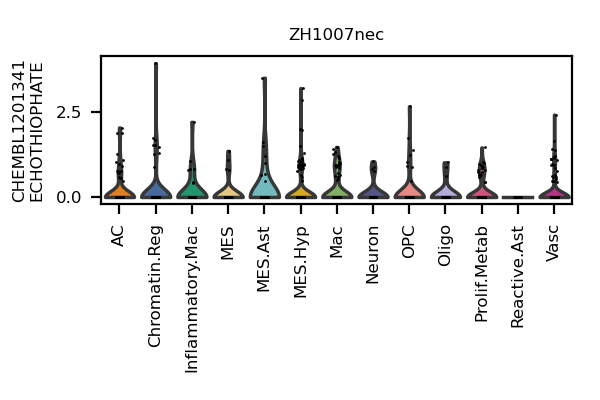 ZH1007nec
CHEMBL1201341
ECHOTHIOPHATE
2.5
0.0
AC
Chromatin.Reg
Inflammatory.Mac
MES
MES.Ast
MES.Hyp
Mac
Neuron
OPC
Oligo
Prolif.Metab
Reactive.Ast
Vasc